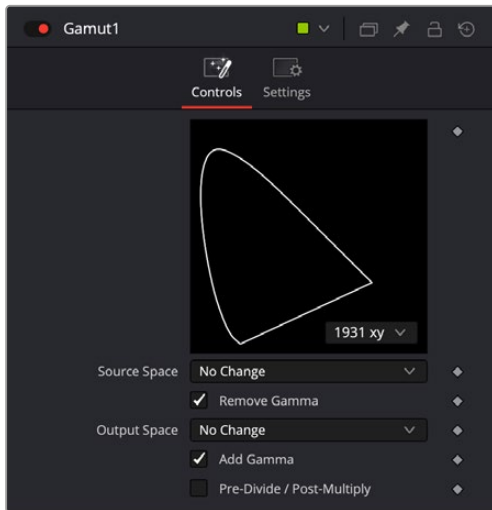 Gamut1
Controls Settings
1931 xy
Source Space No Change
Remove Gamma
Output Space No Change
Add Gamma
Pre-Divide / Post-Multiply